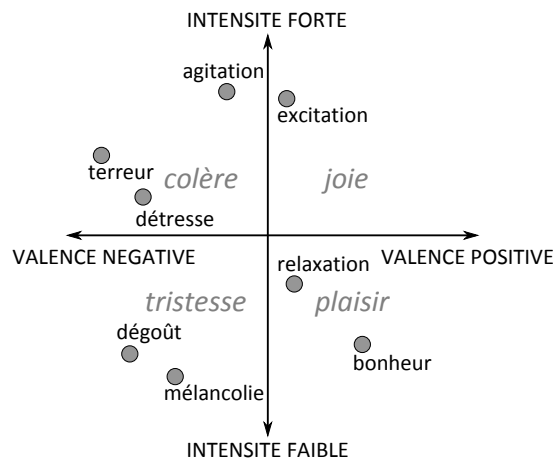 INTENSITE FORTE
agitation
excitation
terreur
colère
joie
détresse
VALENCE NEGATIVE
VALENCE POSITIVE
relaxation
tristesse
plaisir
dégoût
bonheur
mélancolie
INTENSITE FAIBLE